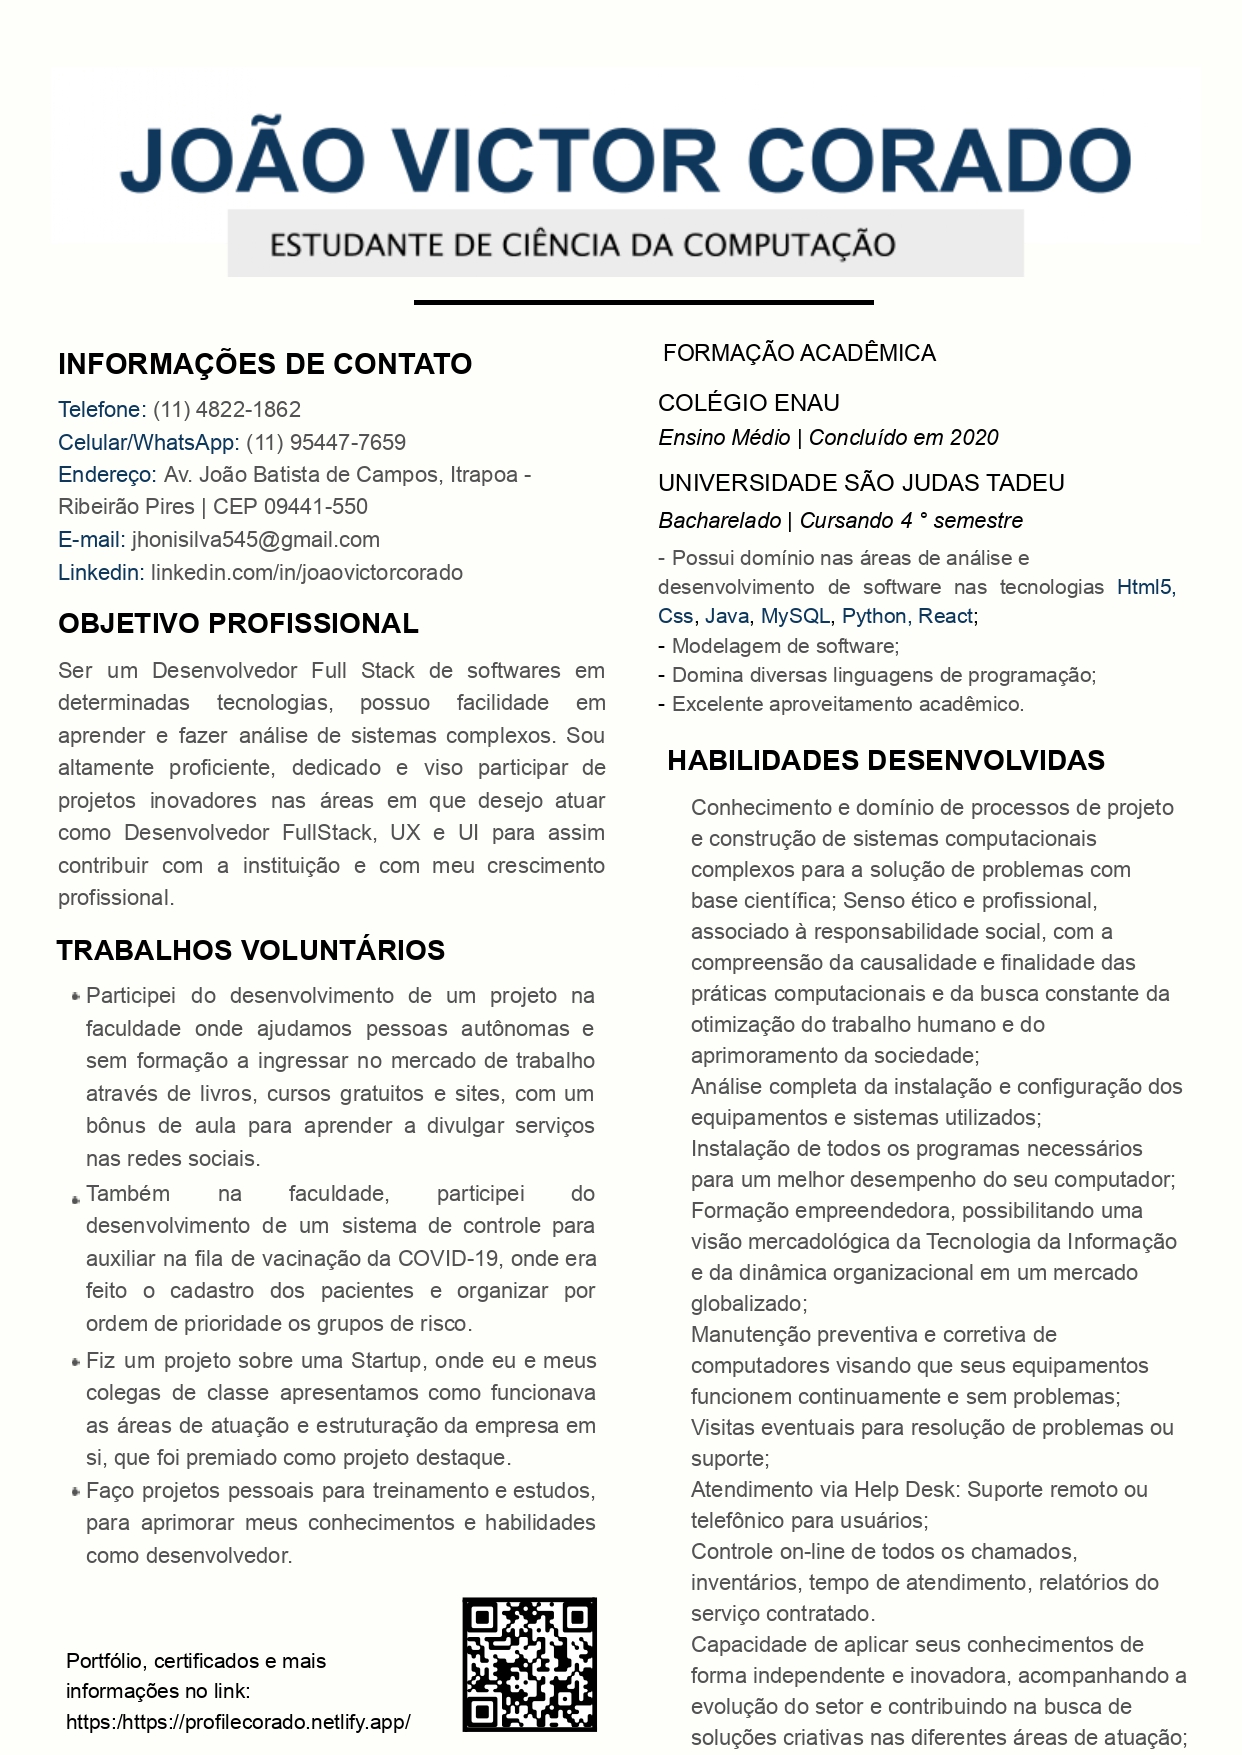 JOÃO VICTOR CORADO
ESTUDANTE DE CIÊNCIA DA COMPUTAÇÃO
INFORMAÇÕES DE CONTATO
Telefone: (11) 4822-1862
Celular/WhatsApp: (11) 95447-7659
Endereço: Av. João Batista de Campos, Itrapoa -
Ribeirão Pires | CEP 09441-550
E-mail: jhonisilva545@gmail.com
Linkedin: linkedin.com/in/joaovictorcorado
OBJETIVO PROFISSIONAL
Ser um Desenvolvedor Full Stack de softwares em
determinadas tecnologias, possuo facilidade em
aprender e fazer análise de sistemas complexos. Sou
altamente proficiente, dedicado e viso participar de
projetos inovadores nas áreas em que desejo atuar
como Desenvolvedor FullStack, UX e UI para assim
contribuir com a instituição e com meu crescimento
profissional.
TRABALHOS VOLUNTÁRIOS
Participei do desenvolvimento de um projeto na
faculdade onde ajudamos pessoas autônomas e
sem formação a ingressar no mercado de trabalho
através de livros, cursos gratuitos e sites, com um
bônus de aula para aprender a divulgar serviços
nas redes sociais.
Também na faculdade, participei do
desenvolvimento de um sistema de controle para
auxiliar na fila de vacinação da COVID-19, onde era
feito o cadastro dos pacientes e organizar por
ordem de prioridade os grupos de risco.
Fiz um projeto sobre uma Startup, onde eu e meus
colegas de classe apresentamos como funcionava
as áreas de atuação e estruturação da empresa em
si, que foi premiado como projeto destaque.
Faço projetos pessoais para treinamento e estudos,
para aprimorar meus conhecimentos e habilidades
como desenvolvedor.
Portfólio, certificados e mais
informações no link:
https:/https://profilecorado.netlify.app/
FORMAÇÃO ACADÊMICA
COLÉGIO ENAU
Ensino Médio | Concluído em 2020
UNIVERSIDADE SÃO JUDAS TADEU
Bacharelado | Cursando 4 ° semestre
- Possui domínio nas áreas de análise e
desenvolvimento de software nas tecnologias Html5,
Css, Java, MySQL, Python, React;
- Modelagem de software;
- Domina diversas linguagens de programação;
- Excelente aproveitamento acadêmico.
HABILIDADES DESENVOLVIDAS
Conhecimento e domínio de processos de projeto
e construção de sistemas computacionais
complexos para a solução de problemas com
base científica; Senso ético e profissional,
associado à responsabilidade social, com a
compreensão da causalidade e finalidade das
práticas computacionais e da busca constante da
otimização do trabalho humano e do
aprimoramento da sociedade;
Análise completa da instalação e configuração dos
equipamentos e sistemas utilizados;
Instalação de todos os programas necessários
para um melhor desempenho do seu computador;
Formação empreendedora, possibilitando uma
visão mercadológica da Tecnologia da Informação
e da dinâmica organizacional em um mercado
globalizado;
Manutenção preventiva e corretiva de
computadores visando que seus equipamentos
funcionem continuamente e sem problemas;
Visitas eventuais para resolução de problemas ou
suporte;
Atendimento via Help Desk: Suporte remoto ou
telefônico para usuários;
Controle on-line de todos os chamados,
inventários, tempo de atendimento, relatórios do
serviço contratado.
Capacidade de aplicar seus conhecimentos de
forma independente e inovadora, acompanhando a
evolução do setor e contribuindo na busca de
soluções criativas nas diferentes áreas de atuação;